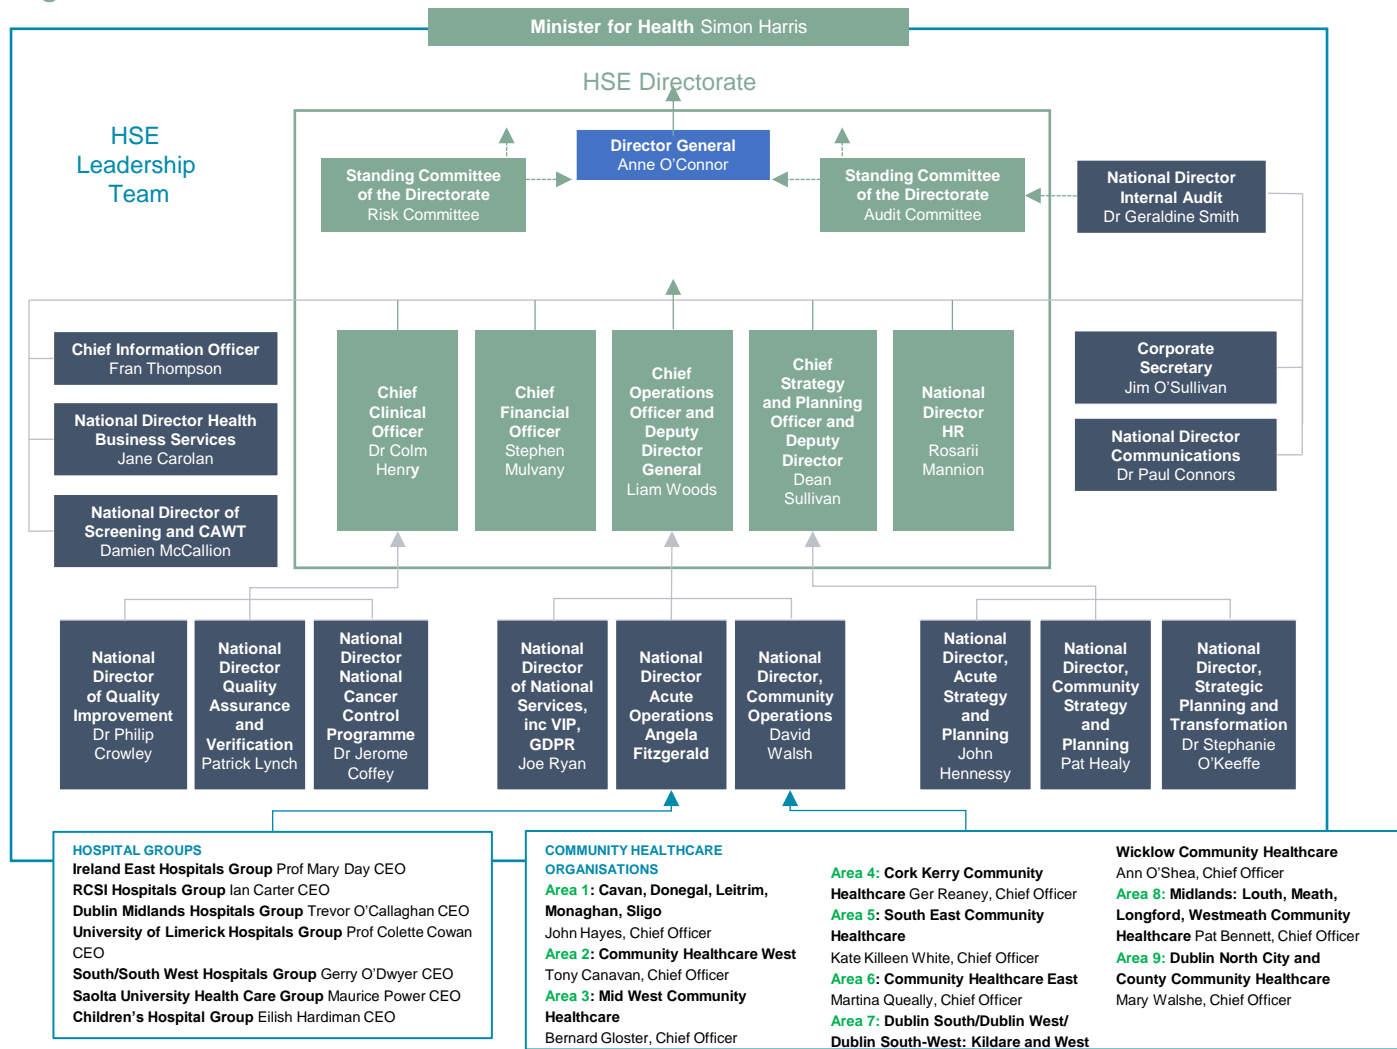 Minister for Health Simon Harris
HSE Directorate
HSE
Leadership
Team
Director General
Anne O’Connor
Standing Committee
of the Directorate
Risk Committee
Standing Committee
of the Directorate
Audit Committee
National Director
Internal Audit
Dr Geraldine Smith
Chief Information Officer
Fran Thompson
National Director Health
Business Services
Jane Carolan
National Director of
Screening and CAWT
Damien McCallion
Chief
Clinical
Officer
Dr Colm
Henry
Chief
Financial
Officer
Stephen
Mulvany
Chief
Operations
Officer and
Deputy
Director
General
Liam Woods
Chief
Strategy
and Planning
Officer and
Deputy
Director
Dean
Sullivan
National
Director
HR
Rosarii
Mannion
Corporate
Secretary
Jim O’Sullivan
National Director
Communications
Dr Paul Connors
National
Director
of Quality
Improvement
Dr Philip
Crowley
National
Director
Quality
Assurance
and
Verification
Patrick Lynch
National
Director
National
Cancer
Control
Programme
Dr Jerome
Coffey
National
Director
of National
Services,
inc VIP,
GDPR
Joe Ryan
National
Director
Acute
Operations
Angela
Fitzgerald
National
Director,
Community
Operations
David
Walsh
National
Director,
Acute
Strategy
and
Planning
John
Hennessy
National
Director,
Community
Strategy
and
Planning
Pat Healy
National
Director,
Strategic
Planning and
Transformation
Dr Stephanie
O’Keeffe
HOSPITAL GROUPS
Ireland East Hospitals Group Prof Mary Day CEO
RCSI Hospitals Group Ian Carter CEO
Dublin Midlands Hospitals Group Trevor O’Callaghan CEO
University of Limerick Hospitals Group Prof Colette Cowan
CEO
South/South West Hospitals Group Gerry O’Dwyer CEO
Saolta University Health Care Group Maurice Power CEO
Children’s Hospital Group Eilish Hardiman CEO
COMMUNITY HEALTHCARE
ORGANISATIONS
Area 1: Cavan, Donegal, Leitrim,
Monaghan, Sligo
John Hayes, Chief Officer
Area 2: Community Healthcare West
Tony Canavan, Chief Officer
Area 3: Mid West Community
Healthcare
Bernard Gloster, Chief Officer
Area 4: Cork Kerry Community
Healthcare Ger Reaney, Chief Officer
Area 5: South East Community
Healthcare
Kate Killeen White, Chief Officer
Area 6: Community Healthcare East
Martina Queally, Chief Officer
Area 7: Dublin South/Dublin West/
Dublin South-West: Kildare and West
Wicklow Community Healthcare
Ann O’Shea, Chief Officer
Area 8: Midlands: Louth, Meath,
Longford, Westmeath Community
Healthcare Pat Bennett, Chief Officer
Area 9: Dublin North City and
County Community Healthcare
Mary Walshe, Chief Officer